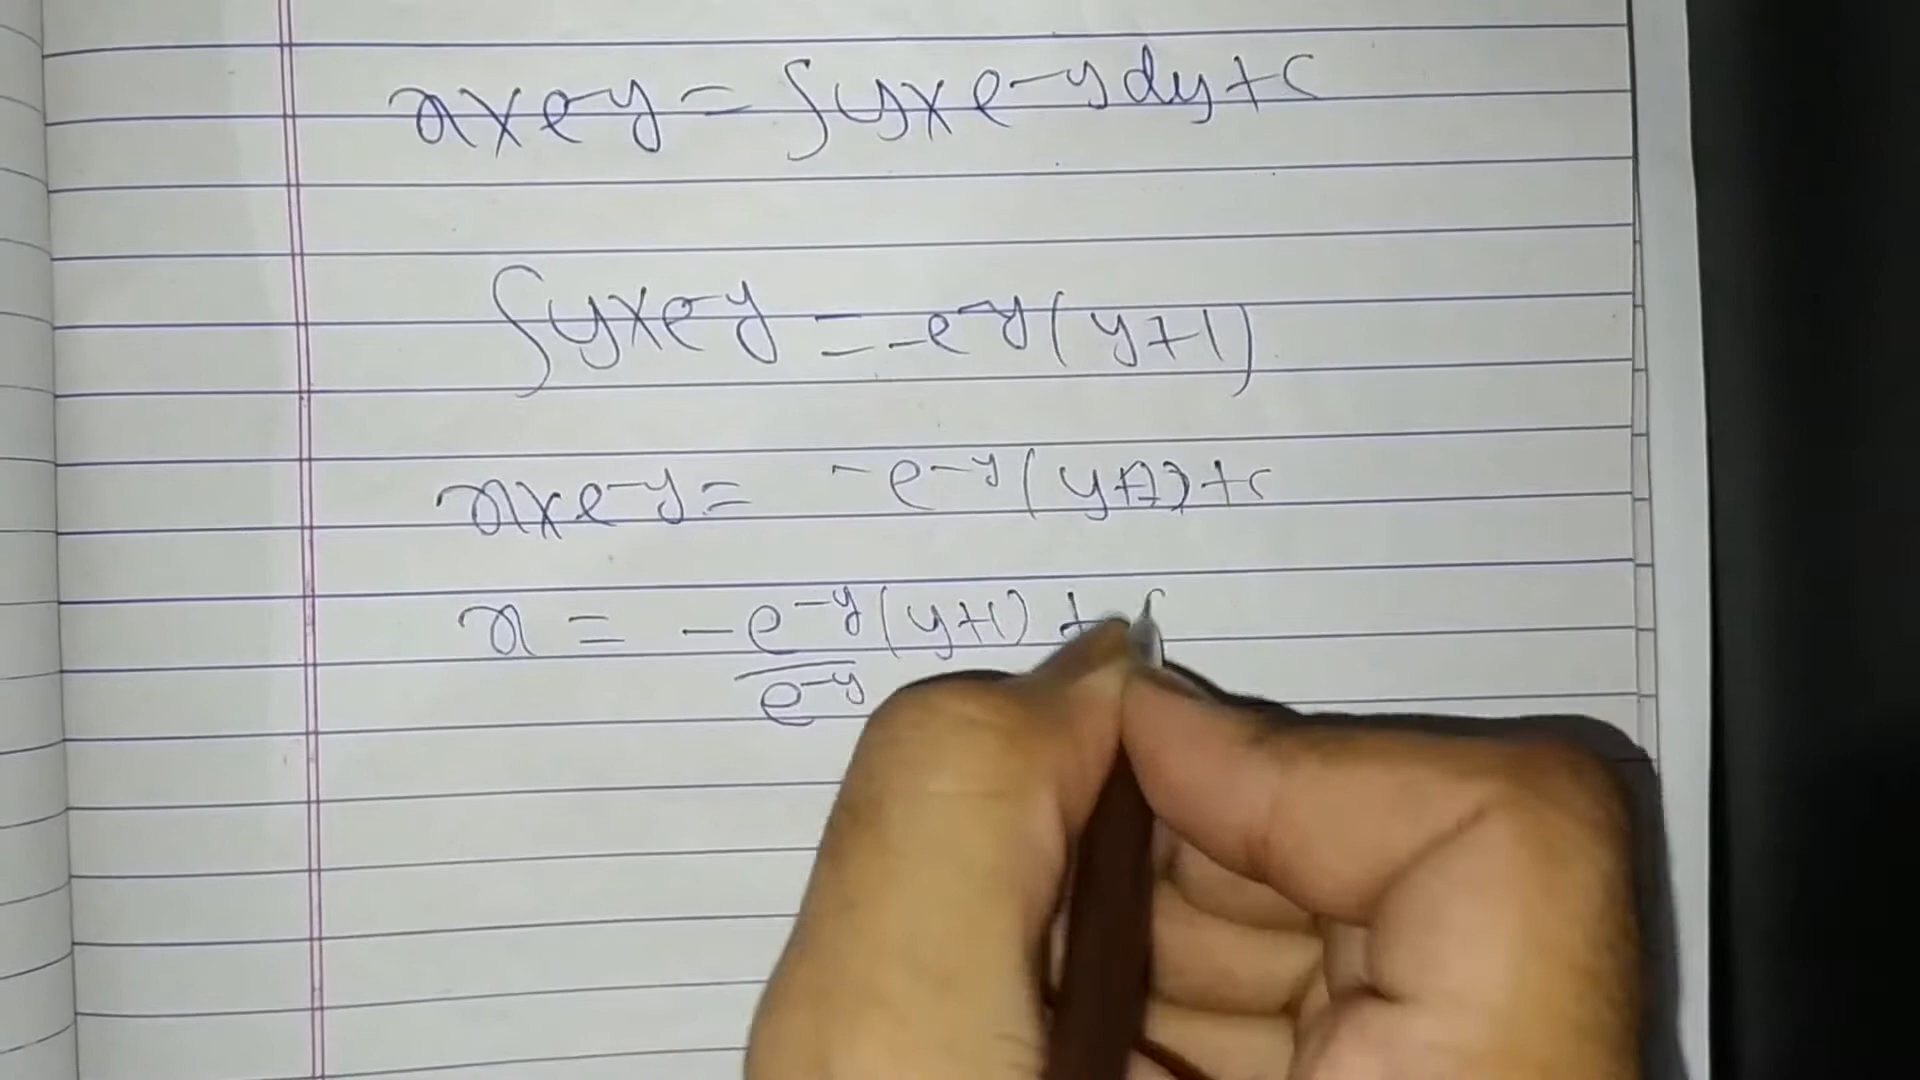 x×e-y = ∫y×e-y dy+c
∫y×e-y = -e-y(y+1)
x×e-y = -e-y(y+1)+c
x = -e-y(y+1) + c
e-y